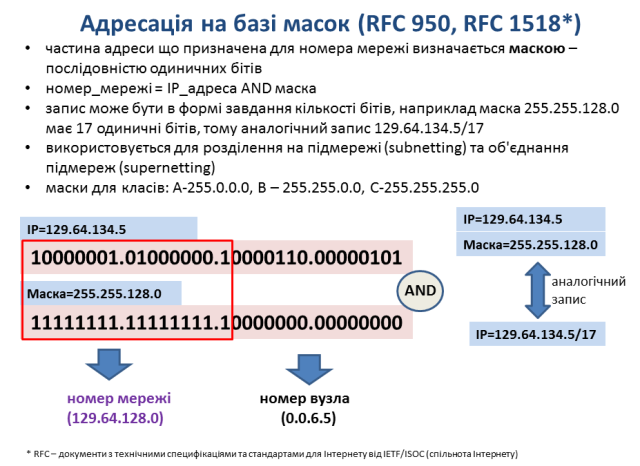 Адресація на базі масок (RFC 950, RFC 1518*)
• частина адреси що призначена для номера мережі визначається маскою –
послідовністю одиничних бітів
• номер_мережі = IP_адреса AND маска
• запис може бути в формі завдання кількості бітів, наприклад маска 255.255.128.0
має 17 одиничні бітів, тому аналогічний запис 129.64.134.5/17
• використовується для розділення на підмережі (subnetting) та об'єднання
підмереж (supernetting)
• маски для класів: А-255.0.0.0, В – 255.255.0.0, С-255.255.255.0
IP=129.64.134.5
10000001.01000000.10000110.00000101
Маска=255.255.128.0
11111111.11111111.10000000.00000000
AND
номер мережі
(129.64.128.0)
номер вузла
(0.0.6.5)
IP=129.64.134.5
Маска=255.255.128.0
аналогічний
запис
IP=129.64.134.5/17
* RFC – документи з технічними специфікаціями та стандартами для Інтернету від IETF/ISOC (спільнота Інтернету)